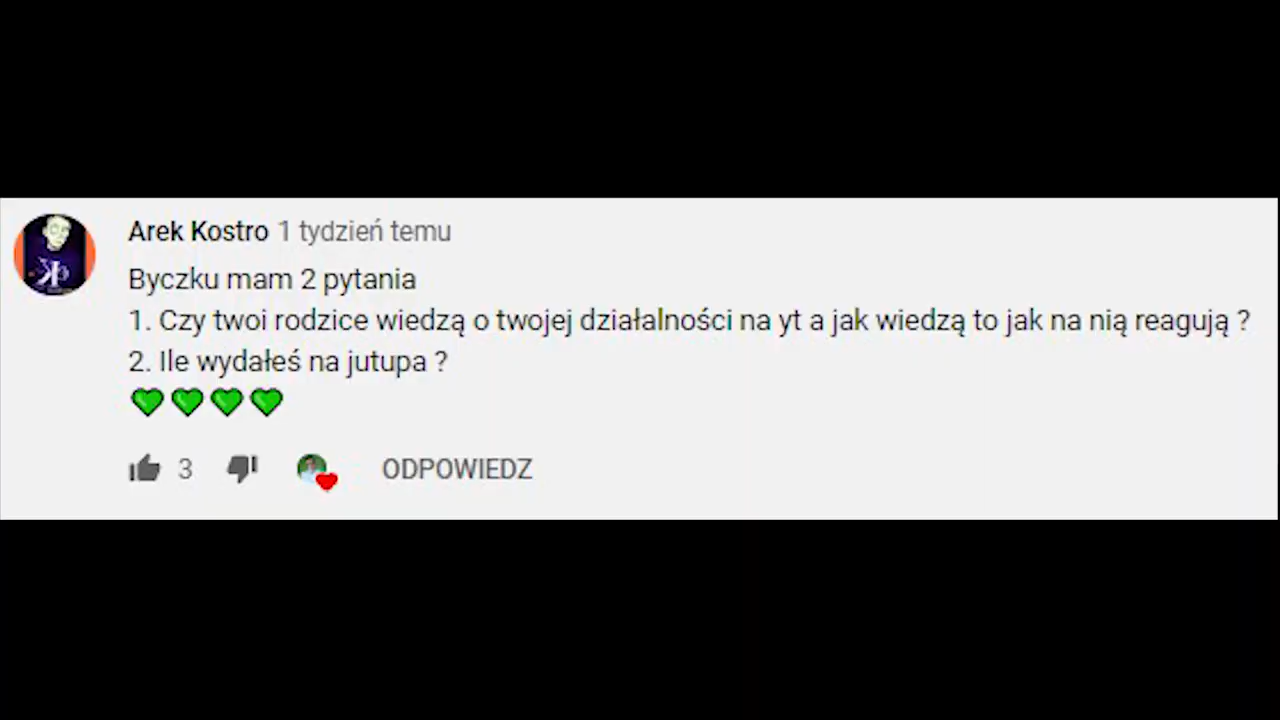 Arek Kostro 1 tydzień temu
Byczku mam 2 pytania
1. Czy twoi rodzice wiedzą o twojej działalności na yt a jak wiedzą to jak na nią reagują ?
2. Ile wydałeś na jutupa ?
💚💚💚💚
3 ODPOWIEDZ